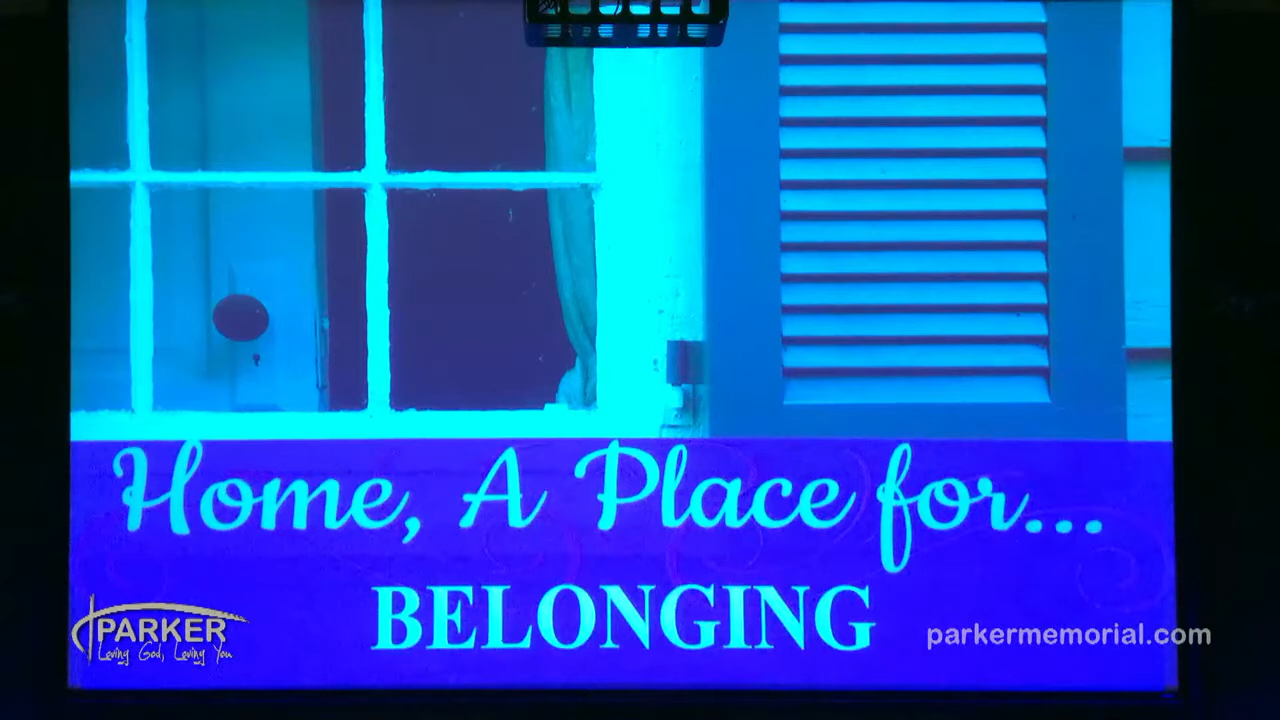 Home, A Place for...
BELONGING
PARKER
Loving God, Loving You
parkermemorial.com